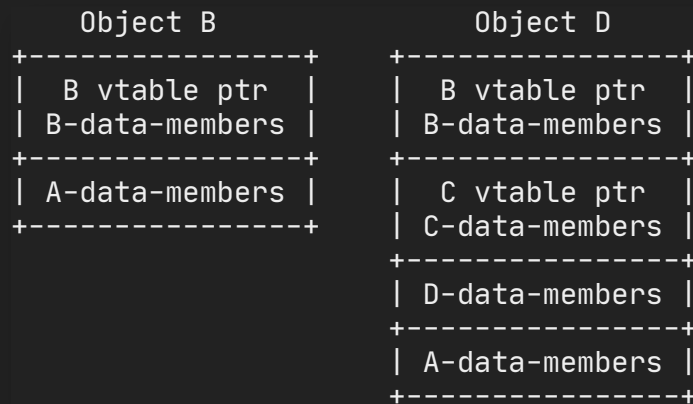 Object B             Object D
+----------------+    +----------------+
|  B vtable ptr  |    |  B vtable ptr  |
| B-data-members |    | B-data-members |
+----------------+    +----------------+
| A-data-members |    |  C vtable ptr  |
+----------------+    | C-data-members |
                      +----------------+
                      | D-data-members |
                      +----------------+
                      | A-data-members |
                      +----------------+